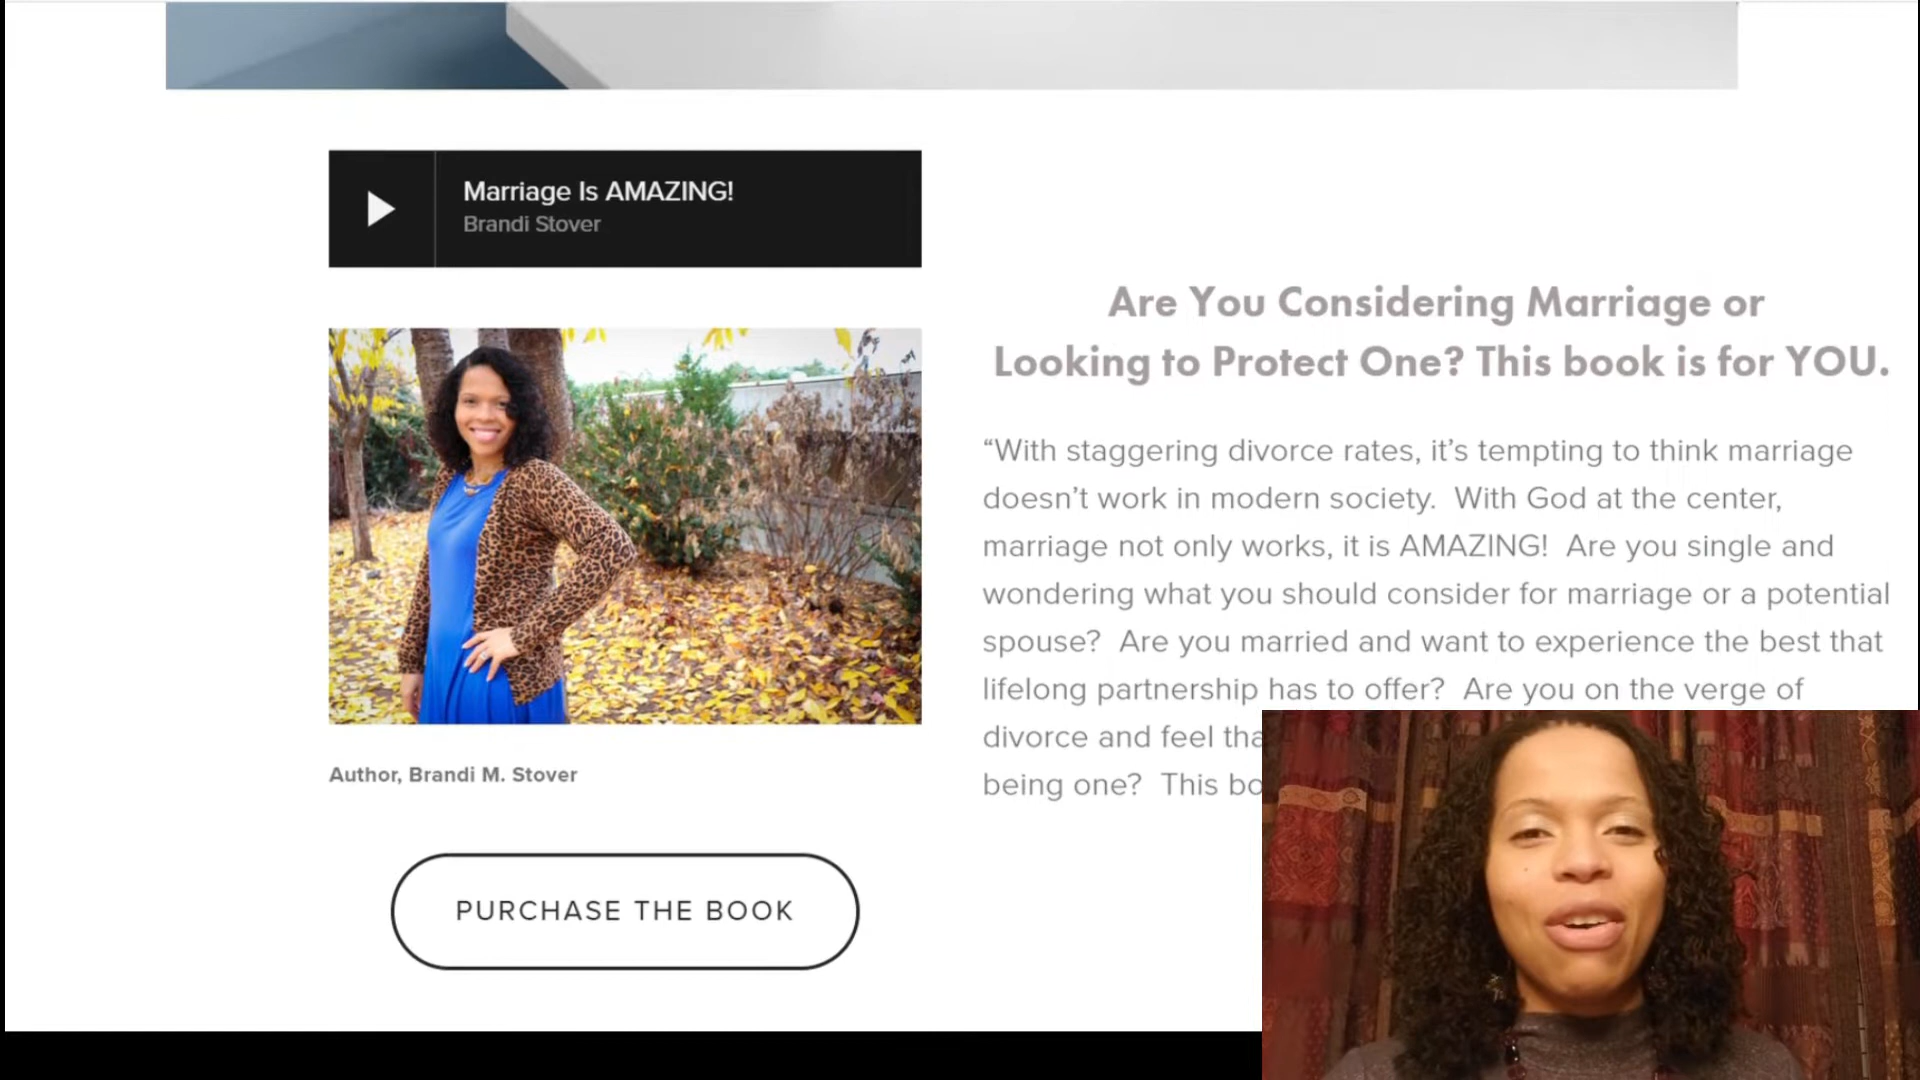 Marriage Is AMAZING!
Brandi Stover
Author, Brandi M. Stover
PURCHASE THE BOOK
Are You Considering Marriage or
Looking to Protect One? This book is for YOU.
“With staggering divorce rates, it’s tempting to think marriage
doesn’t work in modern society.  With God at the center,
marriage not only works, it is AMAZING!  Are you single and
wondering what you should consider for marriage or a potential
spouse?  Are you married and want to experience the best that
lifelong partnership has to offer?  Are you on the verge of
divorce and feel
being one?  This